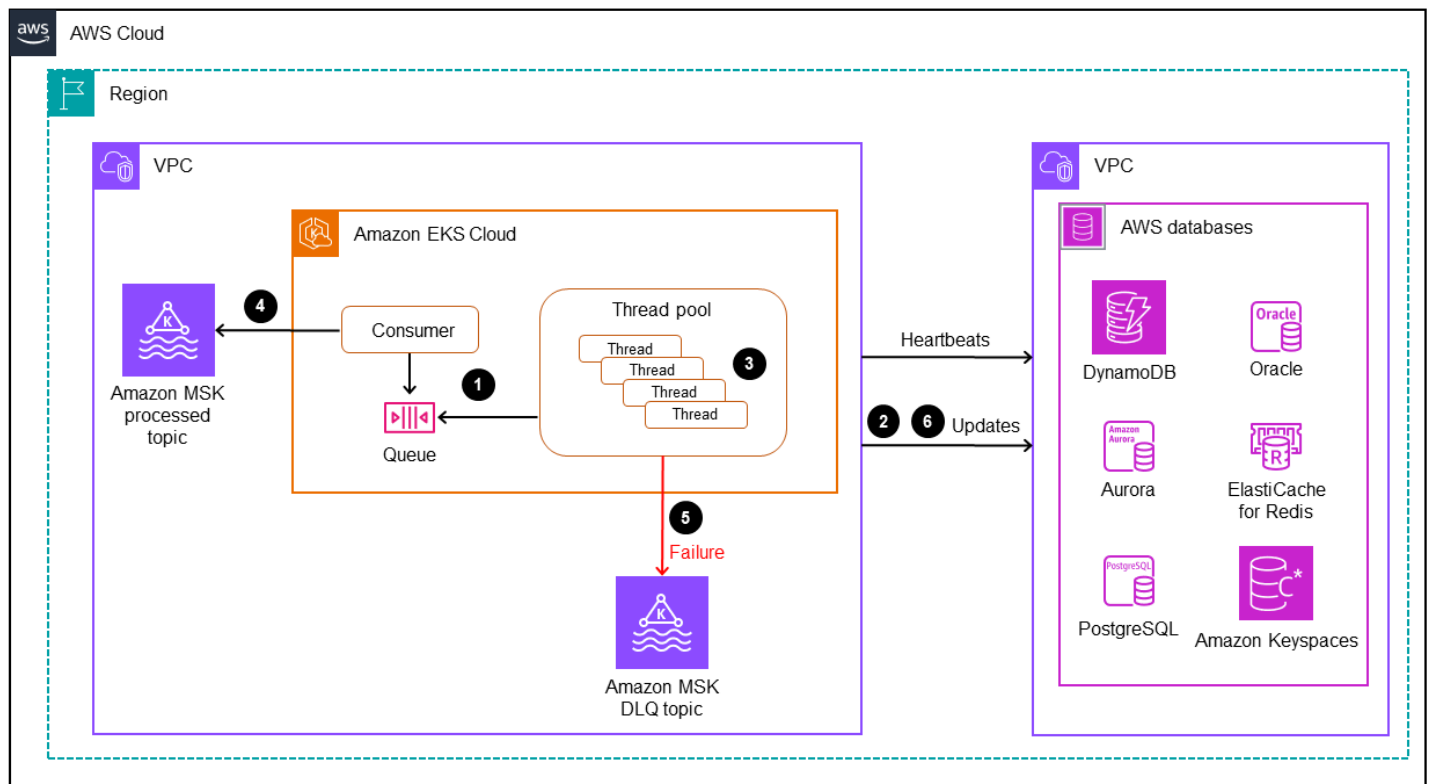 aws
AWS Cloud
Region
VPC
Amazon EKS Cloud
4
Consumer
Amazon MSK
processed
topic
1
Queue
Thread pool
Thread
Thread
Thread
Thread
3
5
Failure
K
Amazon MSK
DLQ topic
K
Heartbeats
2
6
Updates
VPC
AWS databases
DynamoDB
Oracle
Oracle
Amazon
Aurora
Aurora
R
ElastiCache
for Redis
PostgreSQL
PostgreSQL
C*
Amazon Keyspaces
K